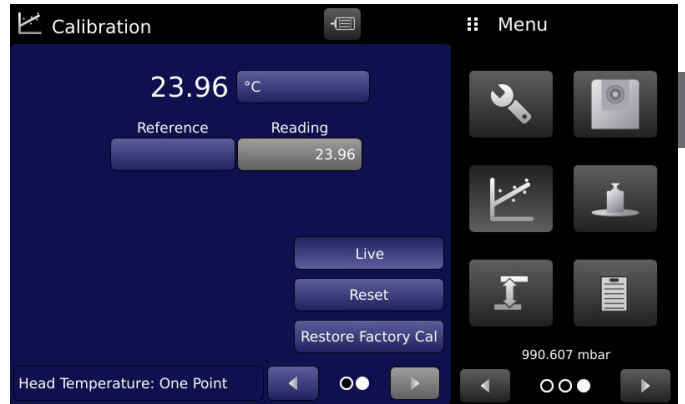 Calibration
Menu
23.96 °C
Reference Reading
23.96
Live
Reset
Restore Factory Cal
990.607 mbar
Head Temperature: One Point